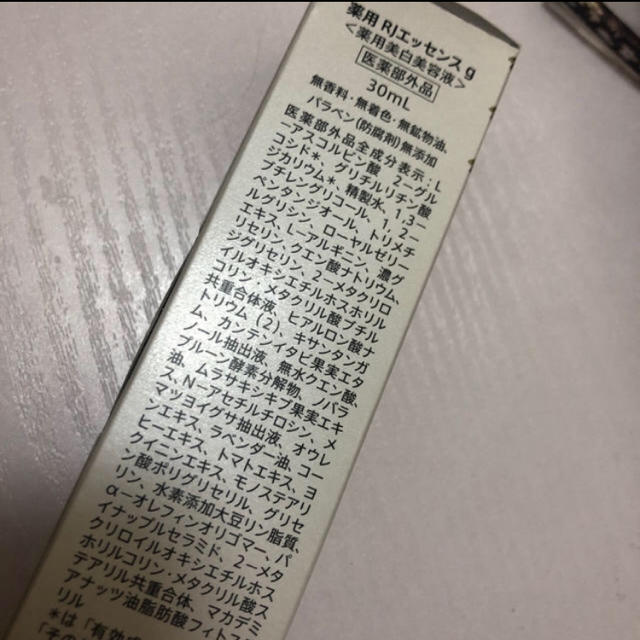 薬用 RJエッセンス g
<薬用美白美容液>
医薬部外品
30mL
無香料・無着色・無鉱物油・
パラベン(防腐剤)無添加
医薬部外品全成分表示：L
-アスコルビン酸 2-グル
コシド*、グリチルリチン酸
ジカリウム*、精製水、1,3-
ブチレングリコール、1,2-
ペンタンジオール、トリメチ
ルグリシン、ローヤルゼリー
エキス、L-アルギニン、濃グ
リセリン、クエン酸ナトリウム、
2-メタクリロ
イルオキシエチルホスホリル
コリン・メタクリル酸ブチル
共重合体液、ヒアルロン酸ナ
トリウム(2)、キサンタンガ
ム、カンキツタビ果実エタ
ノール抽出液、無水クエン酸、
プルーン酵素分解物、
油、ムラサキシキブ果実エキ
ス、N-アセチルチロシン、メ
マツヨイグサ抽出液、オウレ
ンエキス、ラベンダー油、コー
ヒーエキス、トマトエキス、ヨ
クイニンエキス、モノステアリ
ン酸ポリグリセリル、グリセ
リン、水素添加大豆リン脂質、
α-オレフィンオリゴマー、パ
イナップルセラミド、2-メタ
クリロイルオキシエチルホス
ホリルコリン・メタクリル酸ス
テアリル共重合体、マカデミ
アナッツ油脂肪酸フィトステ
リル
*は「有効成